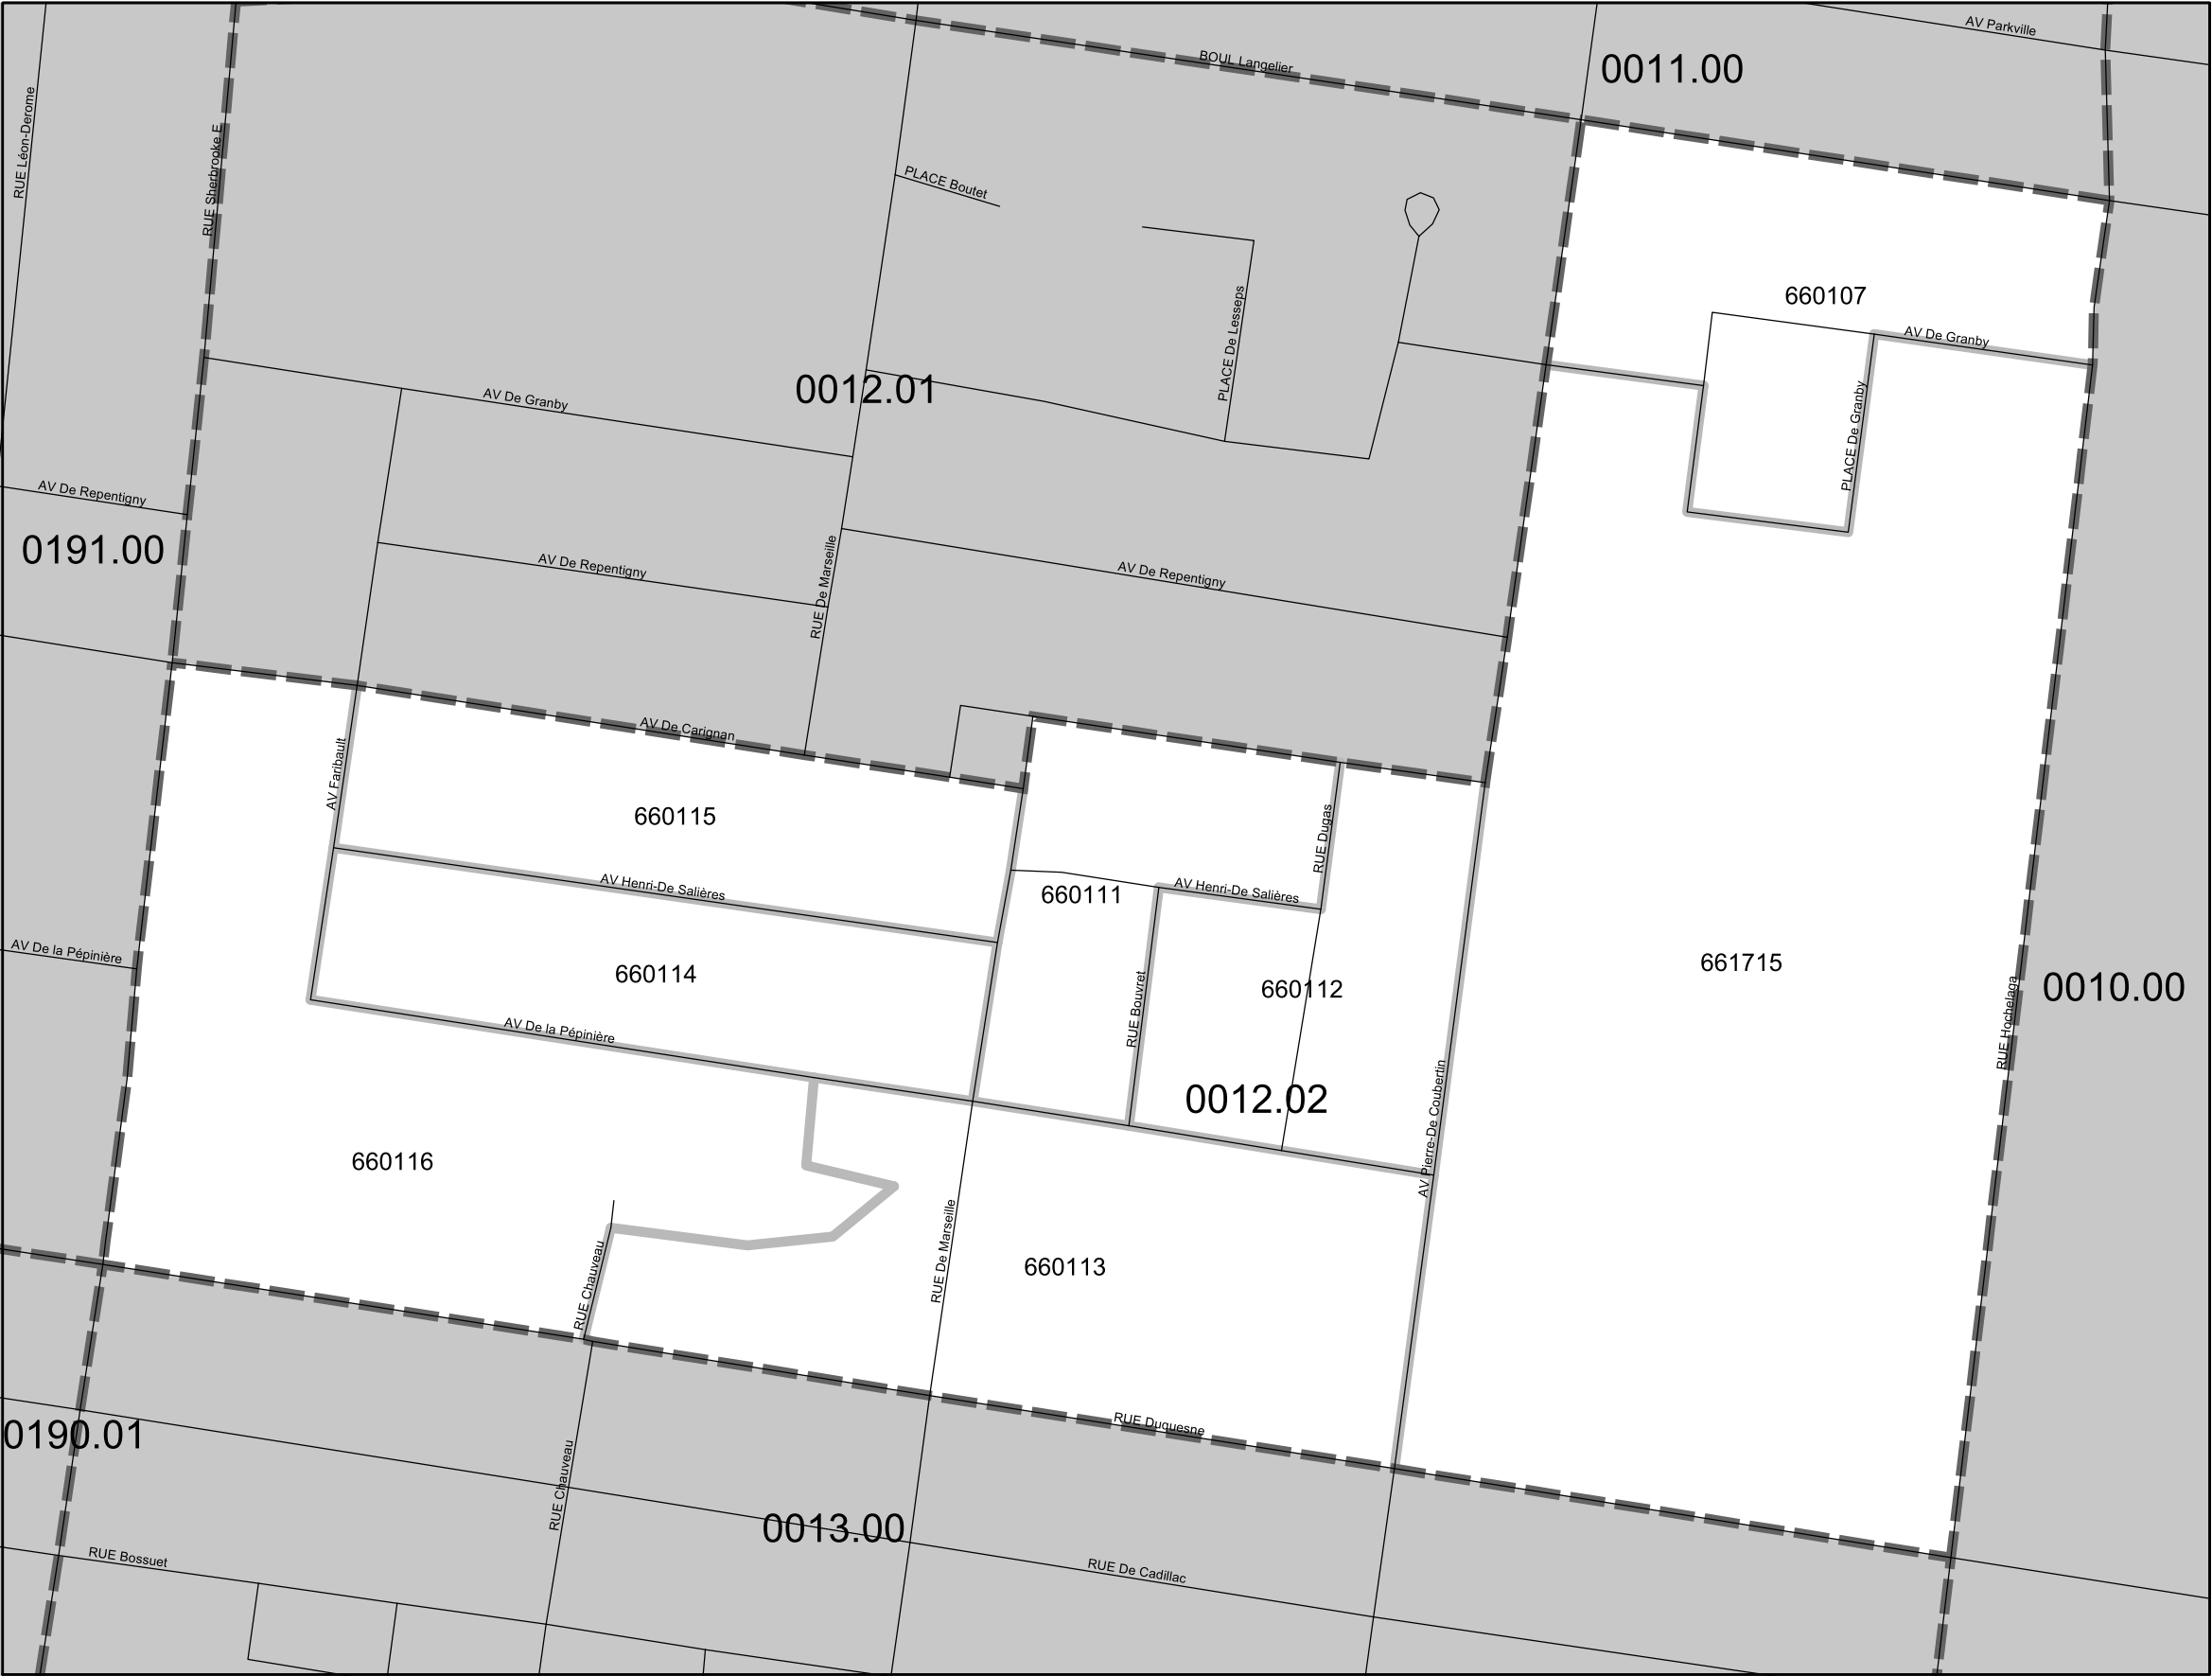 AV Parkville
BOUL Langelier
0011.00
RUE Léon-Derome
RUE Sherbrooke E
PLACE Boutet
660107
AV De Granby
PLACE De Lesseps
0012.01
AV De Granby
PLACE De Granby
AV De Repentigny
0191.00
AV De Repentigny
RUE De Marseille
AV De Repentigny
AV De Carignan
AV Faribault
660115
RUE Dugas
AV Henri-De Salières
660111
AV Henri-De Salières
AV De la Pépinière
660114
RUE Bouvret
660112
661715
0010.00
RUE Hochelaga
AV De la Pépinière
0012.02
AV Pierre-De Coubertin
660116
RUE Chauveau
RUE De Marseille
660113
0190.01
RUE Duquesne
RUE Chauveau
0013.00
RUE Bossuet
RUE De Cadillac